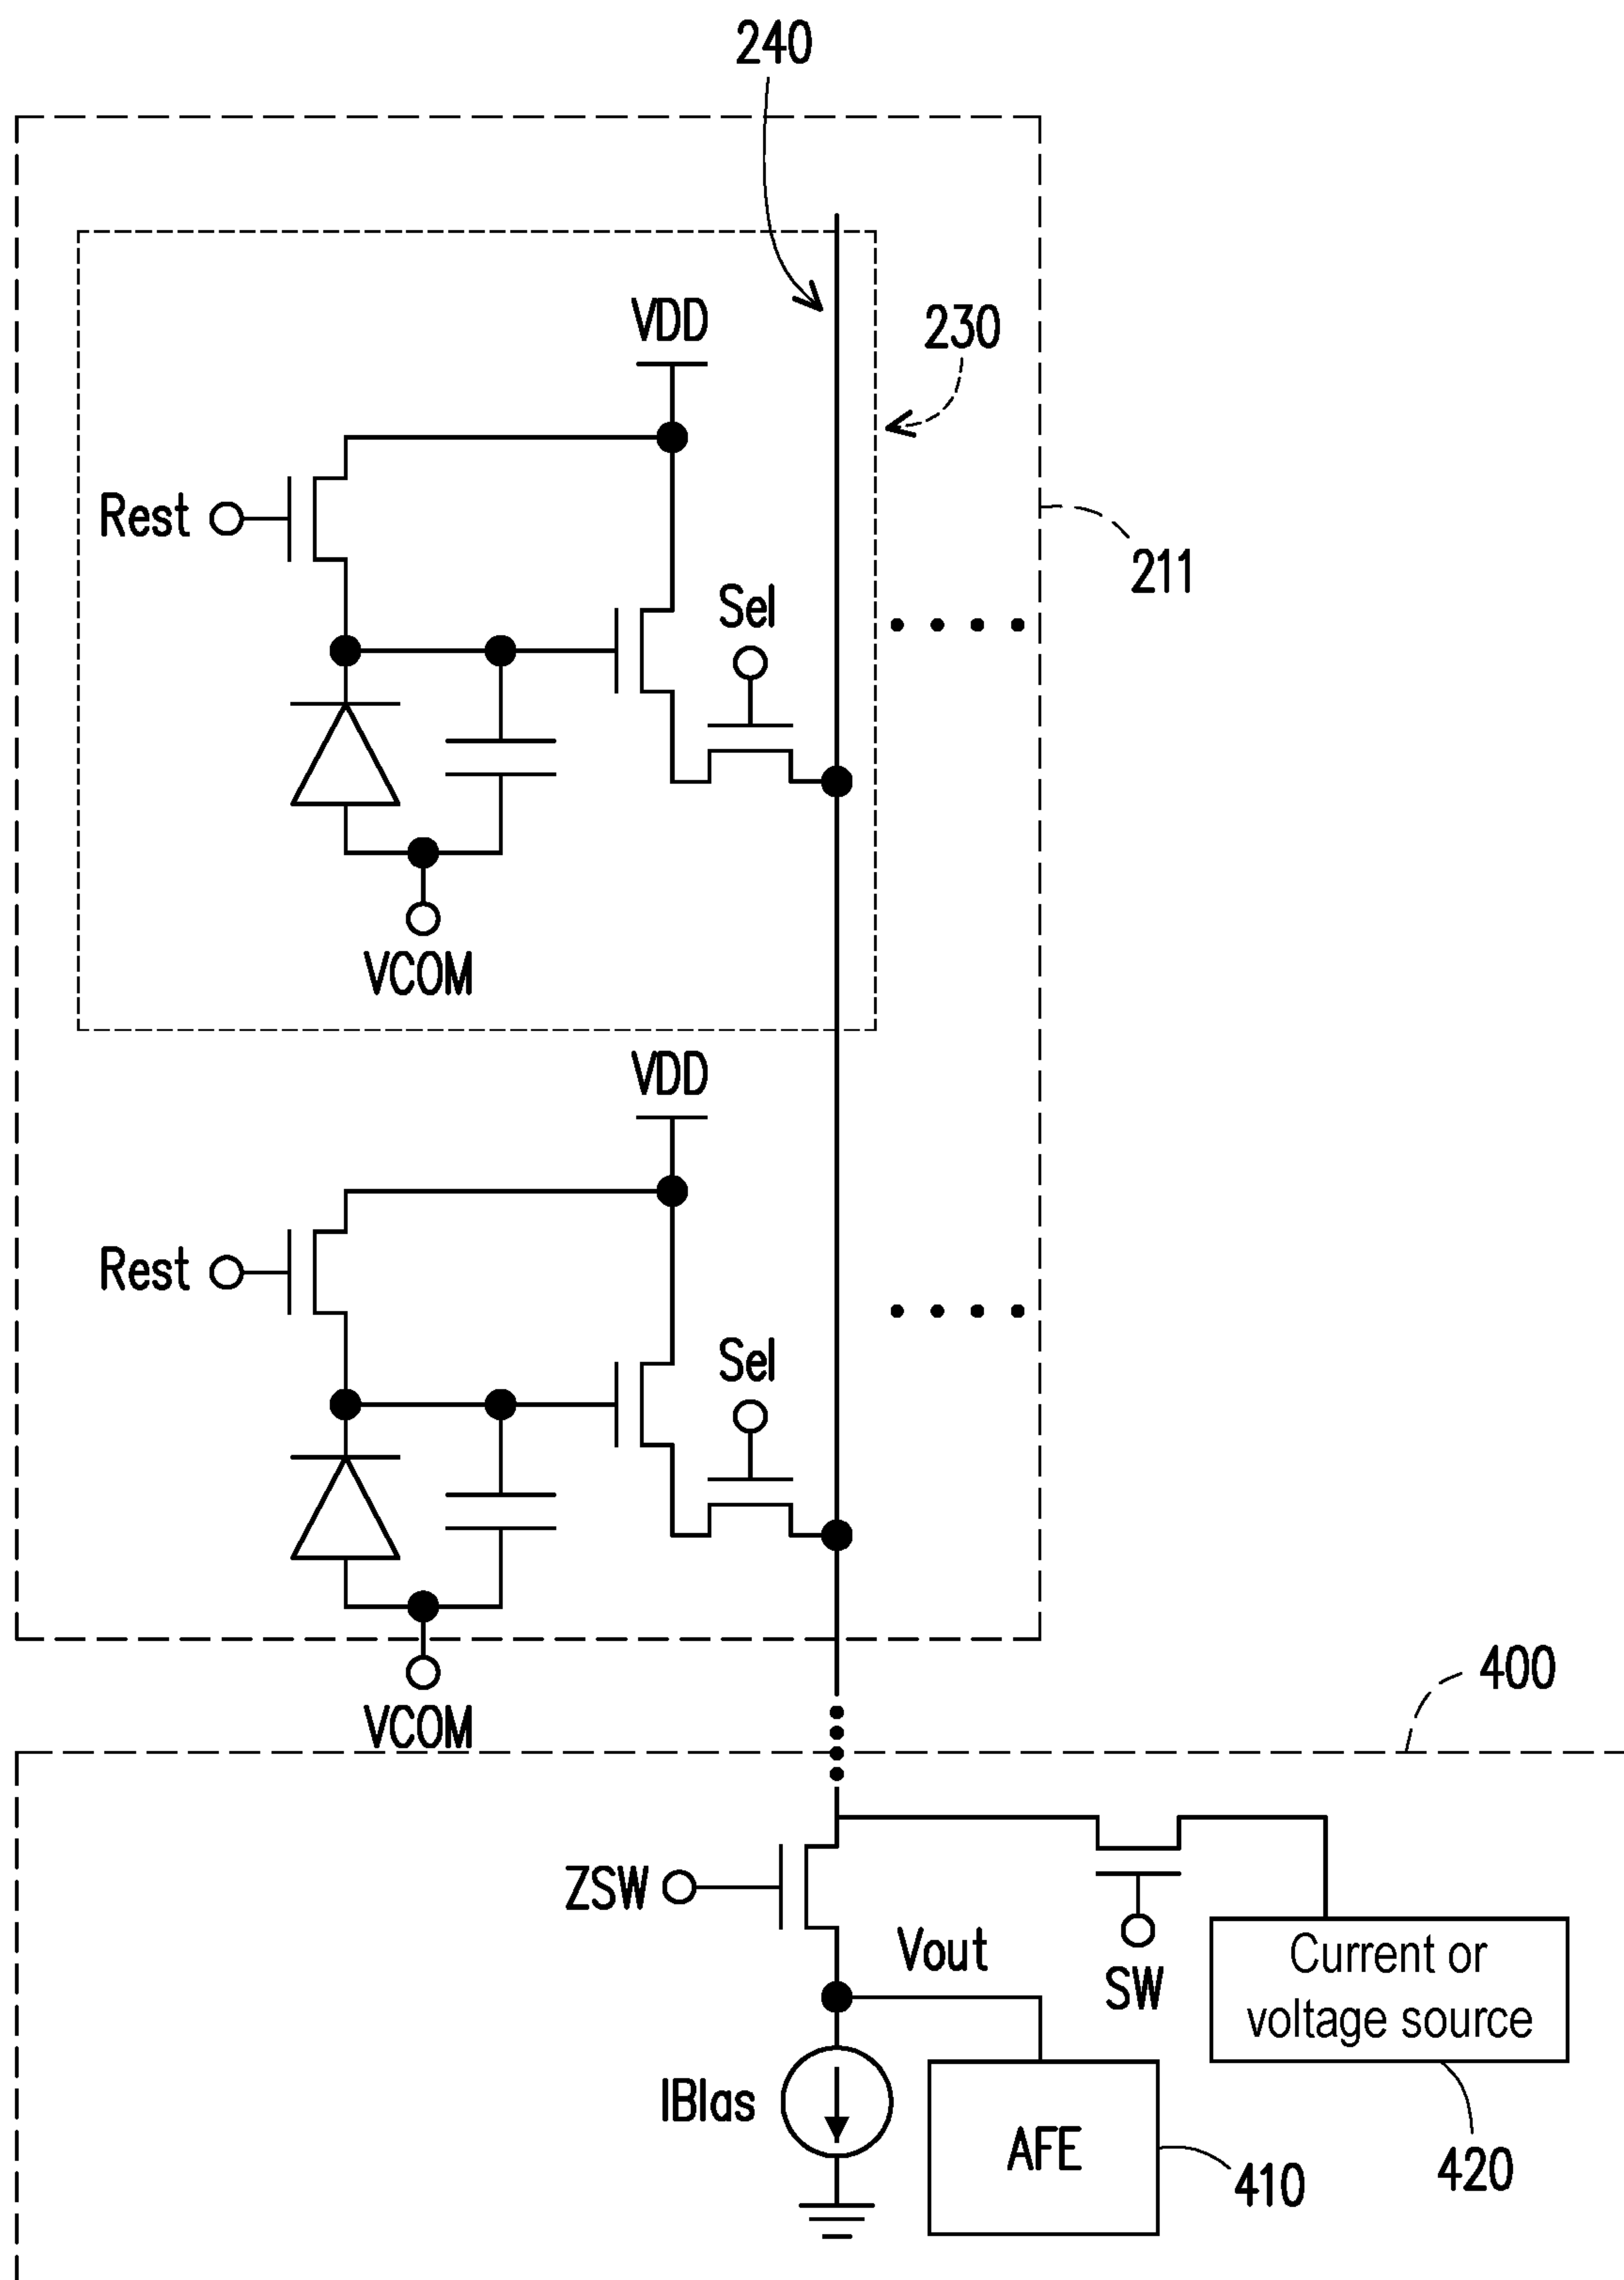 240
VDD
230
Rest
211
Sel
VCOM
VDD
Rest
Sel
VCOM
400
ZSW
Vout
SW
Current or
voltage source
IBIas
AFE
410
420